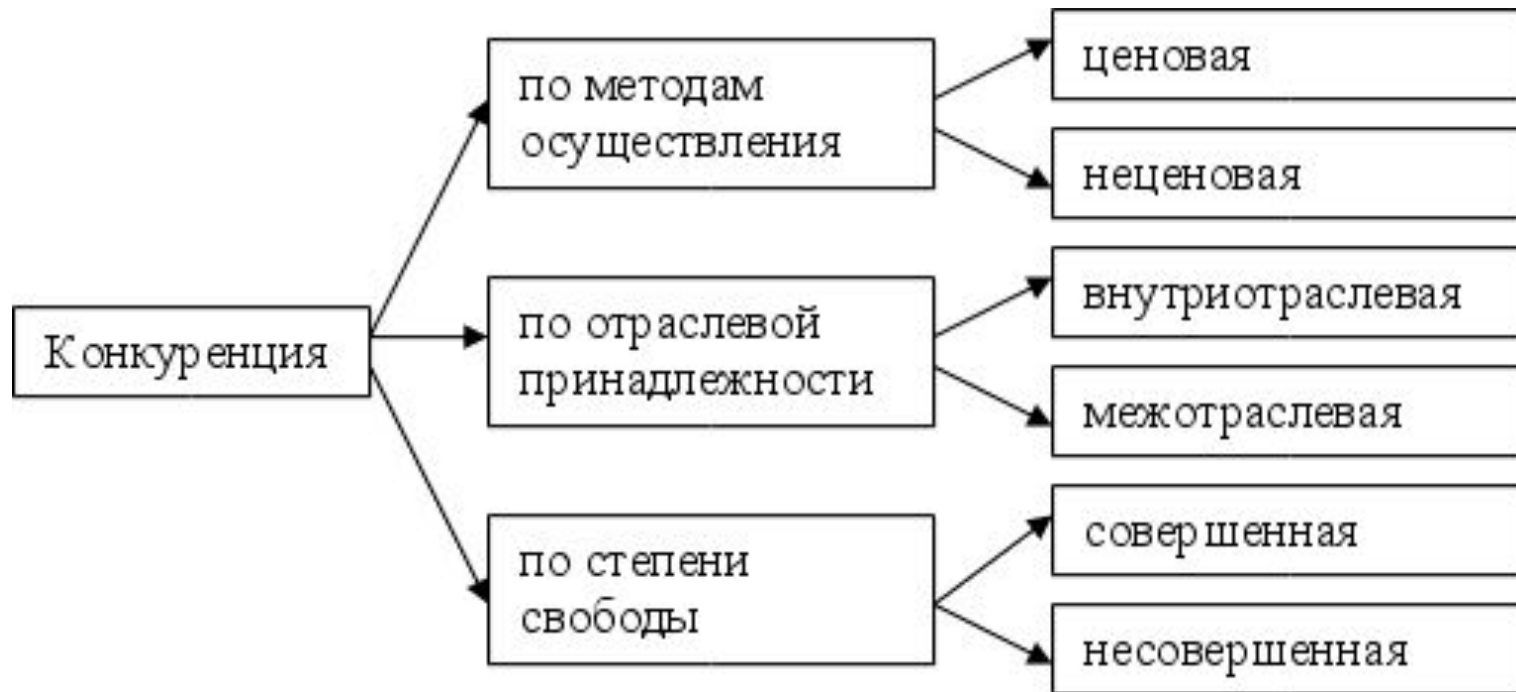 Конкуренция
по методам
осуществления
ценовая
неценовая
по отраслевой
принадлежности
внутриотраслевая
межотраслевая
по степени
свободы
совершенная
несовершенная